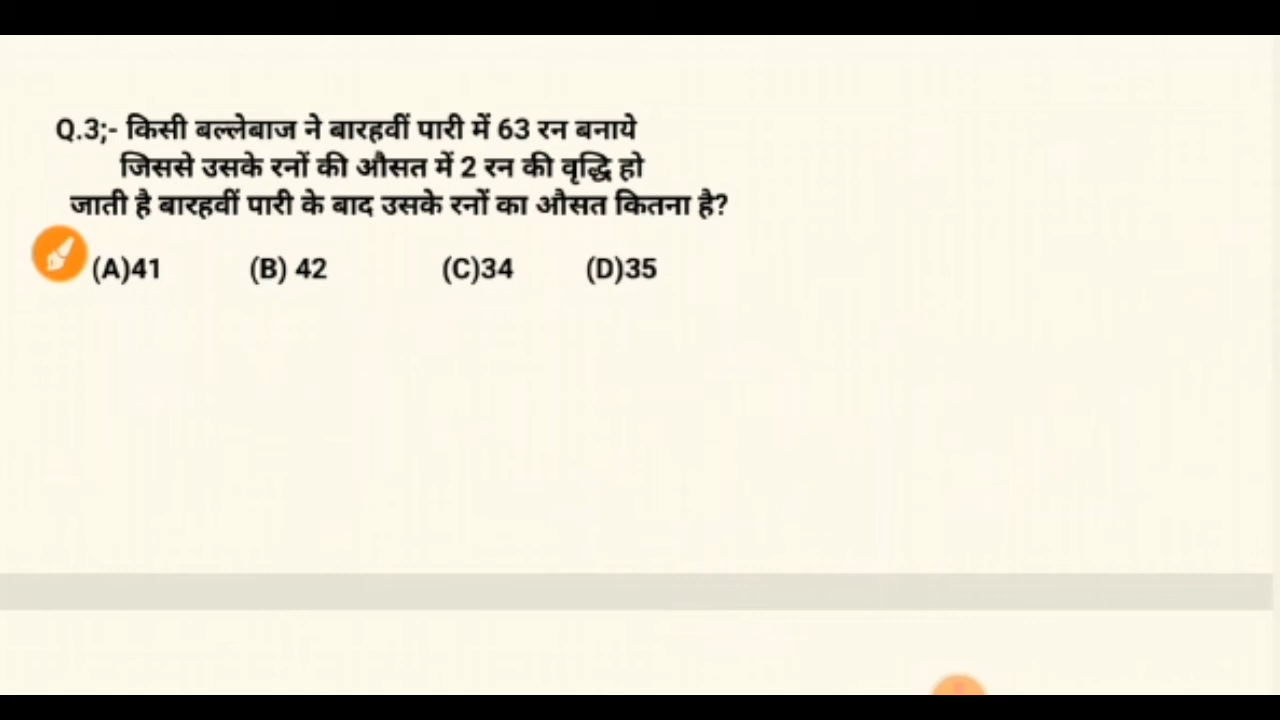 Q.3;- किसी बल्लेबाज ने बारहवीं पारी में 63 रन बनाये
जिससे उसके रनों की औसत में 2 रन की वृद्धि हो
जाती है बारहवीं पारी के बाद उसके रनों का औसत कितना है?
(A)41 (B) 42 (C)34 (D)35